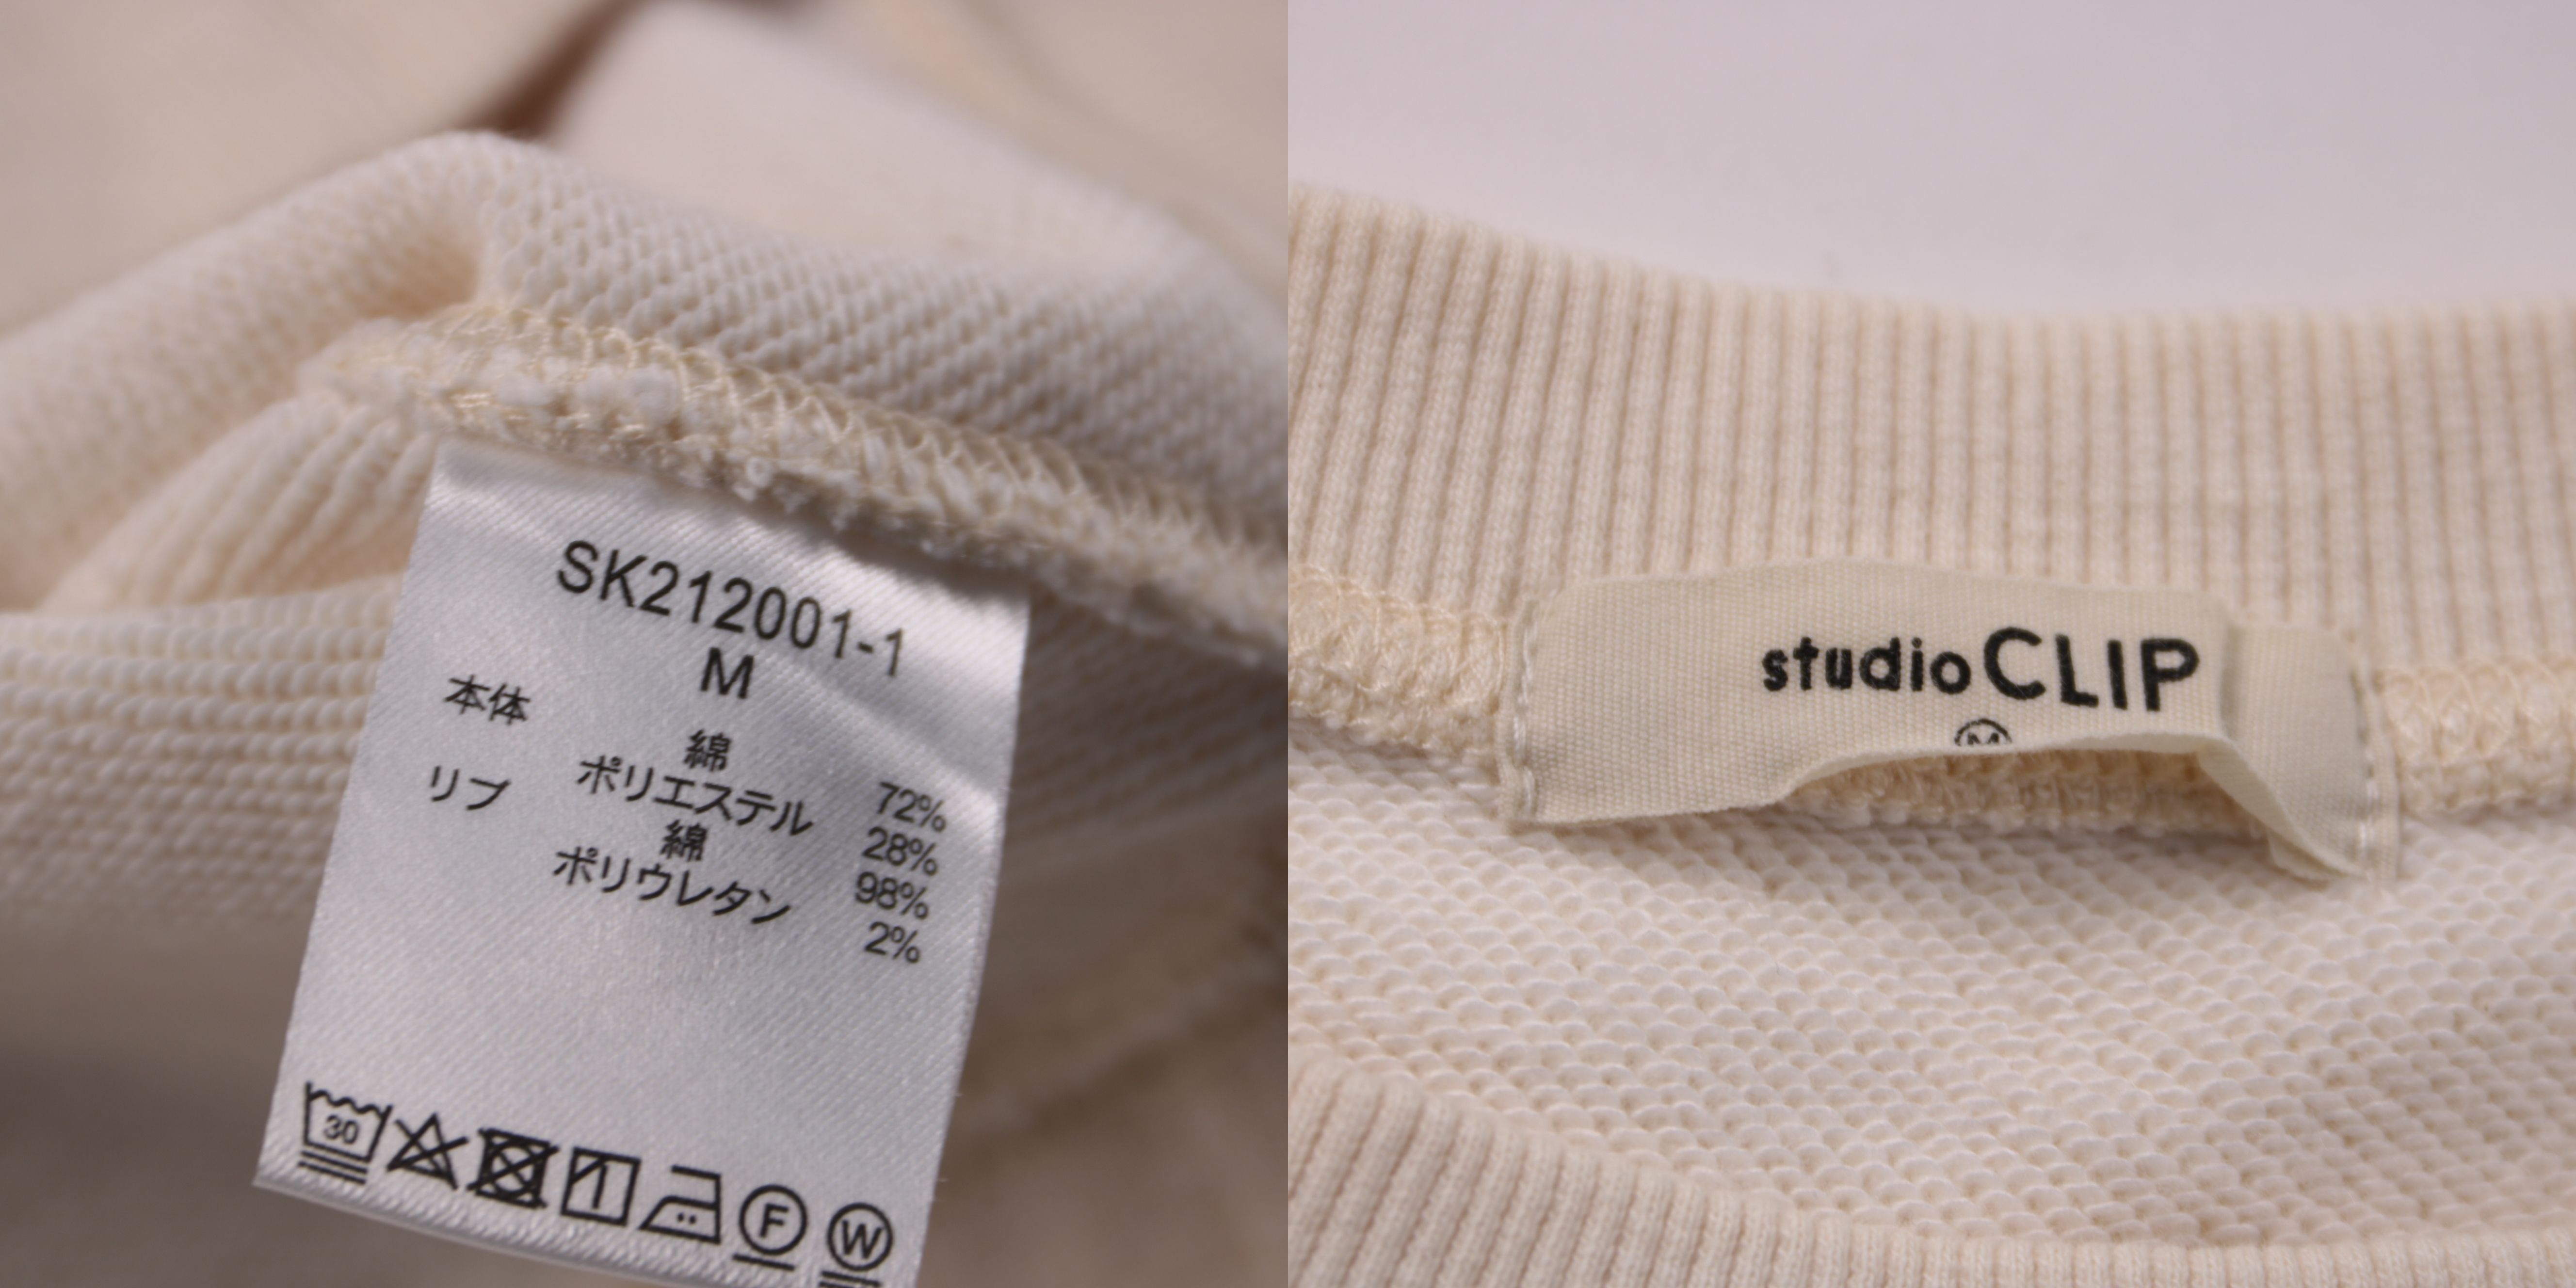 SK212001-1
M
本体
綿 72%
ポリエステル 28%
リブ
綿 98%
ポリウレタン 2%
30
F
W
studio CLIP
M